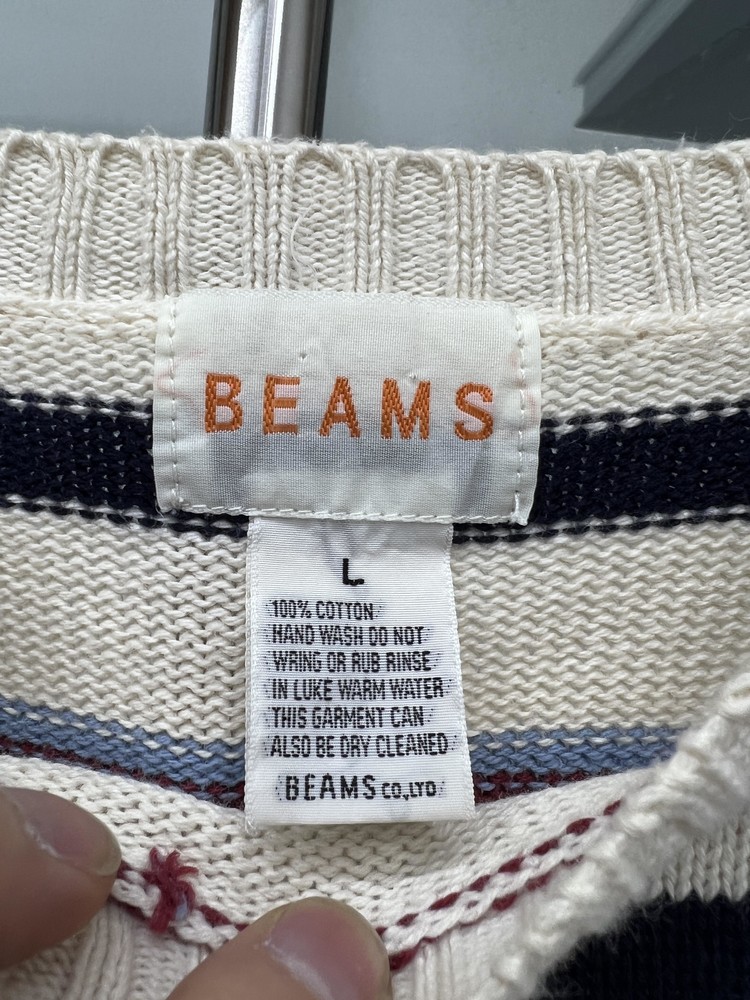 BEAMS
L
100% COTTON
HAND WASH DO NOT
WRING OR RUB RINSE
IN LUKE WARM WATER
THIS GARMENT CAN
ALSO BE DRY CLEANED
BEAMS CO,.LYD